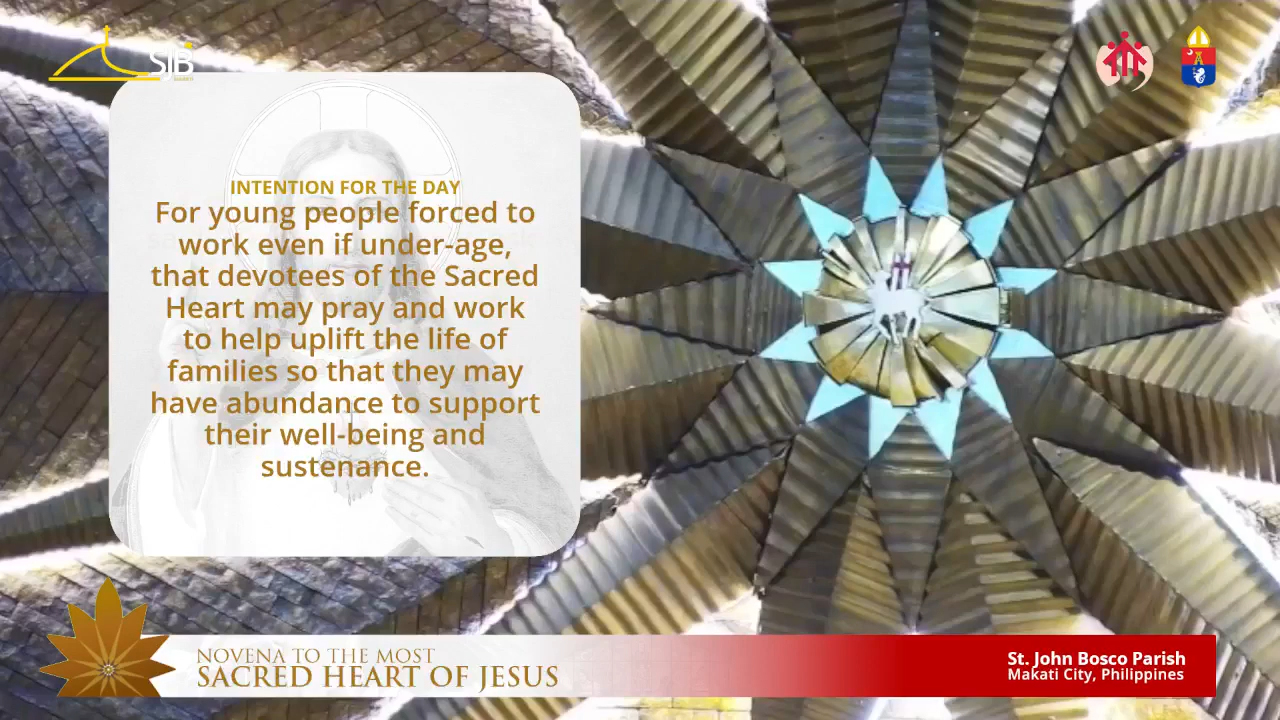 SJB
INTENTION FOR THE DAY
For young people forced to
work even if under-age,
that devotees of the Sacred
Heart may pray and work
to help uplift the life of
families so that they may
have abundance to support
their well-being and
sustenance.
NOVENA TO THE MOST
SACRED HEART OF JESUS
St. John Bosco Parish
Makati City, Philippines